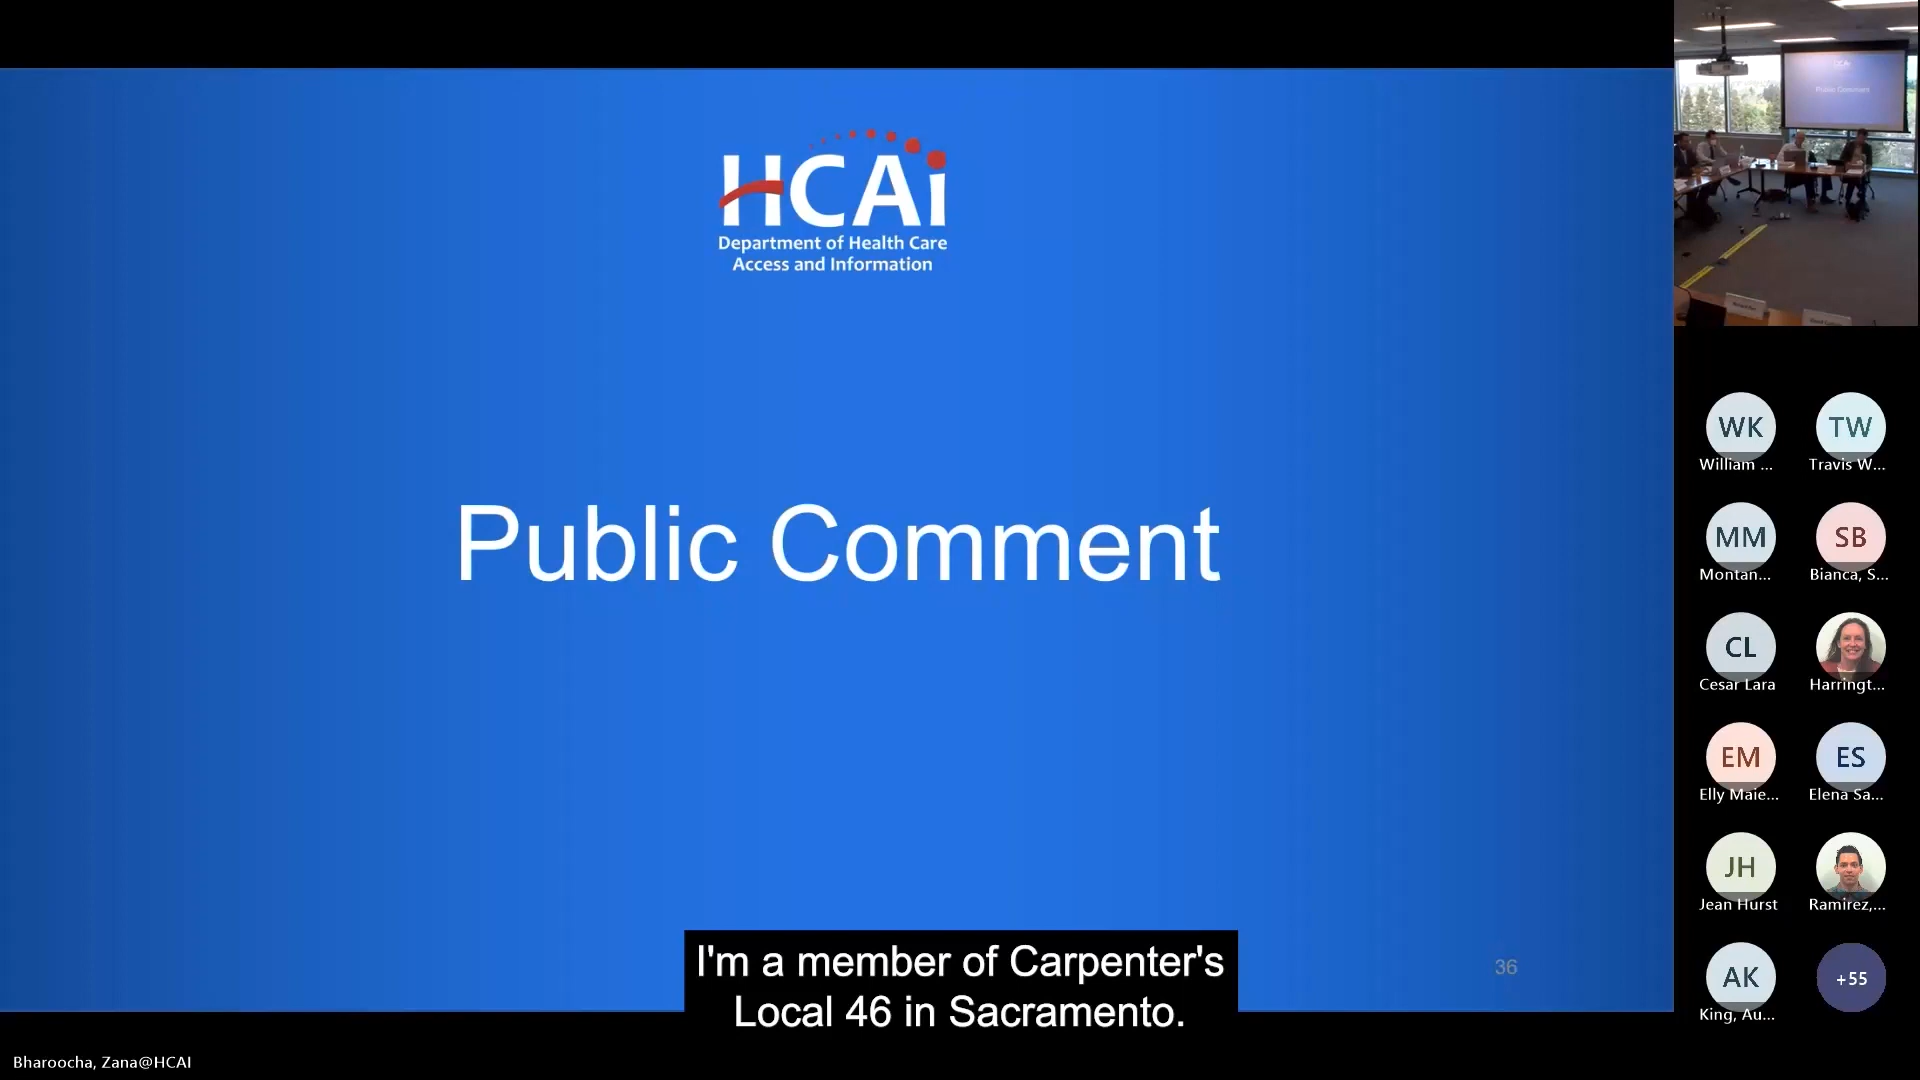 HCAi
Department of Health Care
Access and Information
Public Comment
36
I'm a member of Carpenter's
Local 46 in Sacramento.
Bharoocha, Zana@HCAI
Public Comment
WK
William ...
TW
Travis W...
MM
Montan...
SB
Bianca, S...
CL
Cesar Lara
Harringt...
EM
Elly Maie...
ES
Elena Sa...
JH
Jean Hurst
Ramirez,...
AK
King, Au...
+55